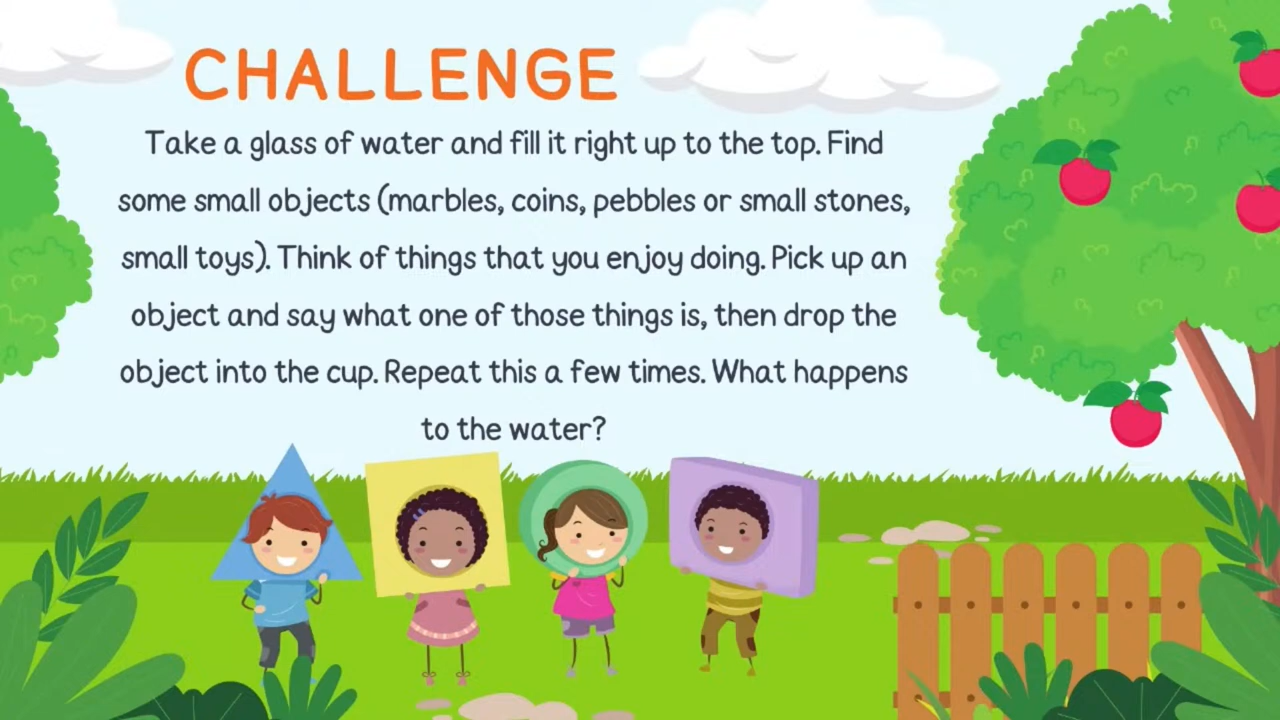 CHALLENGE
Take a glass of water and fill it right up to the top. Find
some small objects (marbles, coins, pebbles or small stones,
small toys). Think of things that you enjoy doing. Pick up an
object and say what one of those things is, then drop the
object into the cup. Repeat this a few times. What happens
to the water?